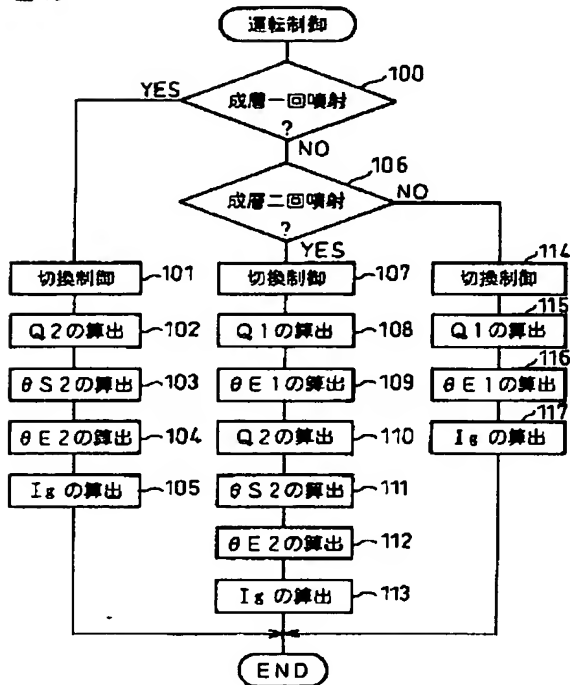 運転制御
100
YES
成層一回噴射
?
NO
106
成層二回噴射
NO
?
YES
切換制御 101
切換制御 107
114
切換制御
Q2の算出 102
Q1の算出 108
115
Q1の算出
θS2の算出 103
θE1の算出 109
116
θE1の算出
θE2の算出 104
Q2の算出 110
117
Igの算出
Igの算出 105
θS2の算出 111
θE2の算出 112
Igの算出 113
END